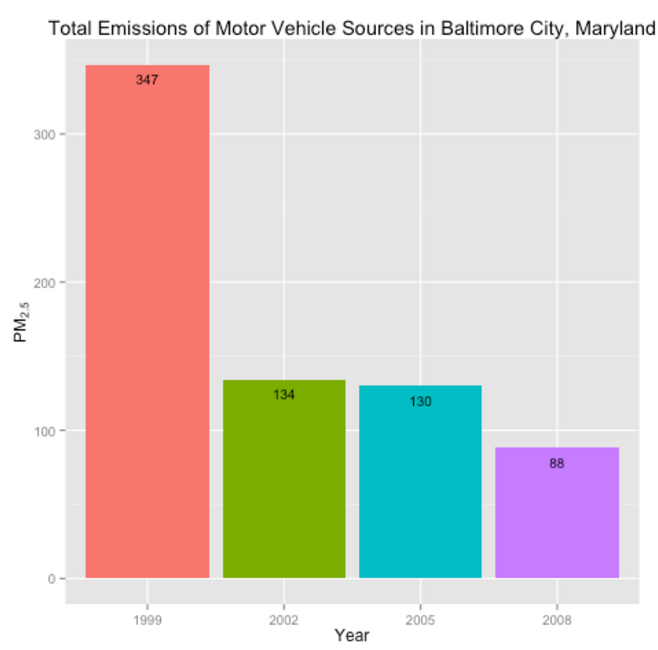 Total Emissions of Motor Vehicle Sources in Baltimore City, Maryland
347
300
200
134
130
100
88
0
PM2.5
1999 2002 2005 2008
Year